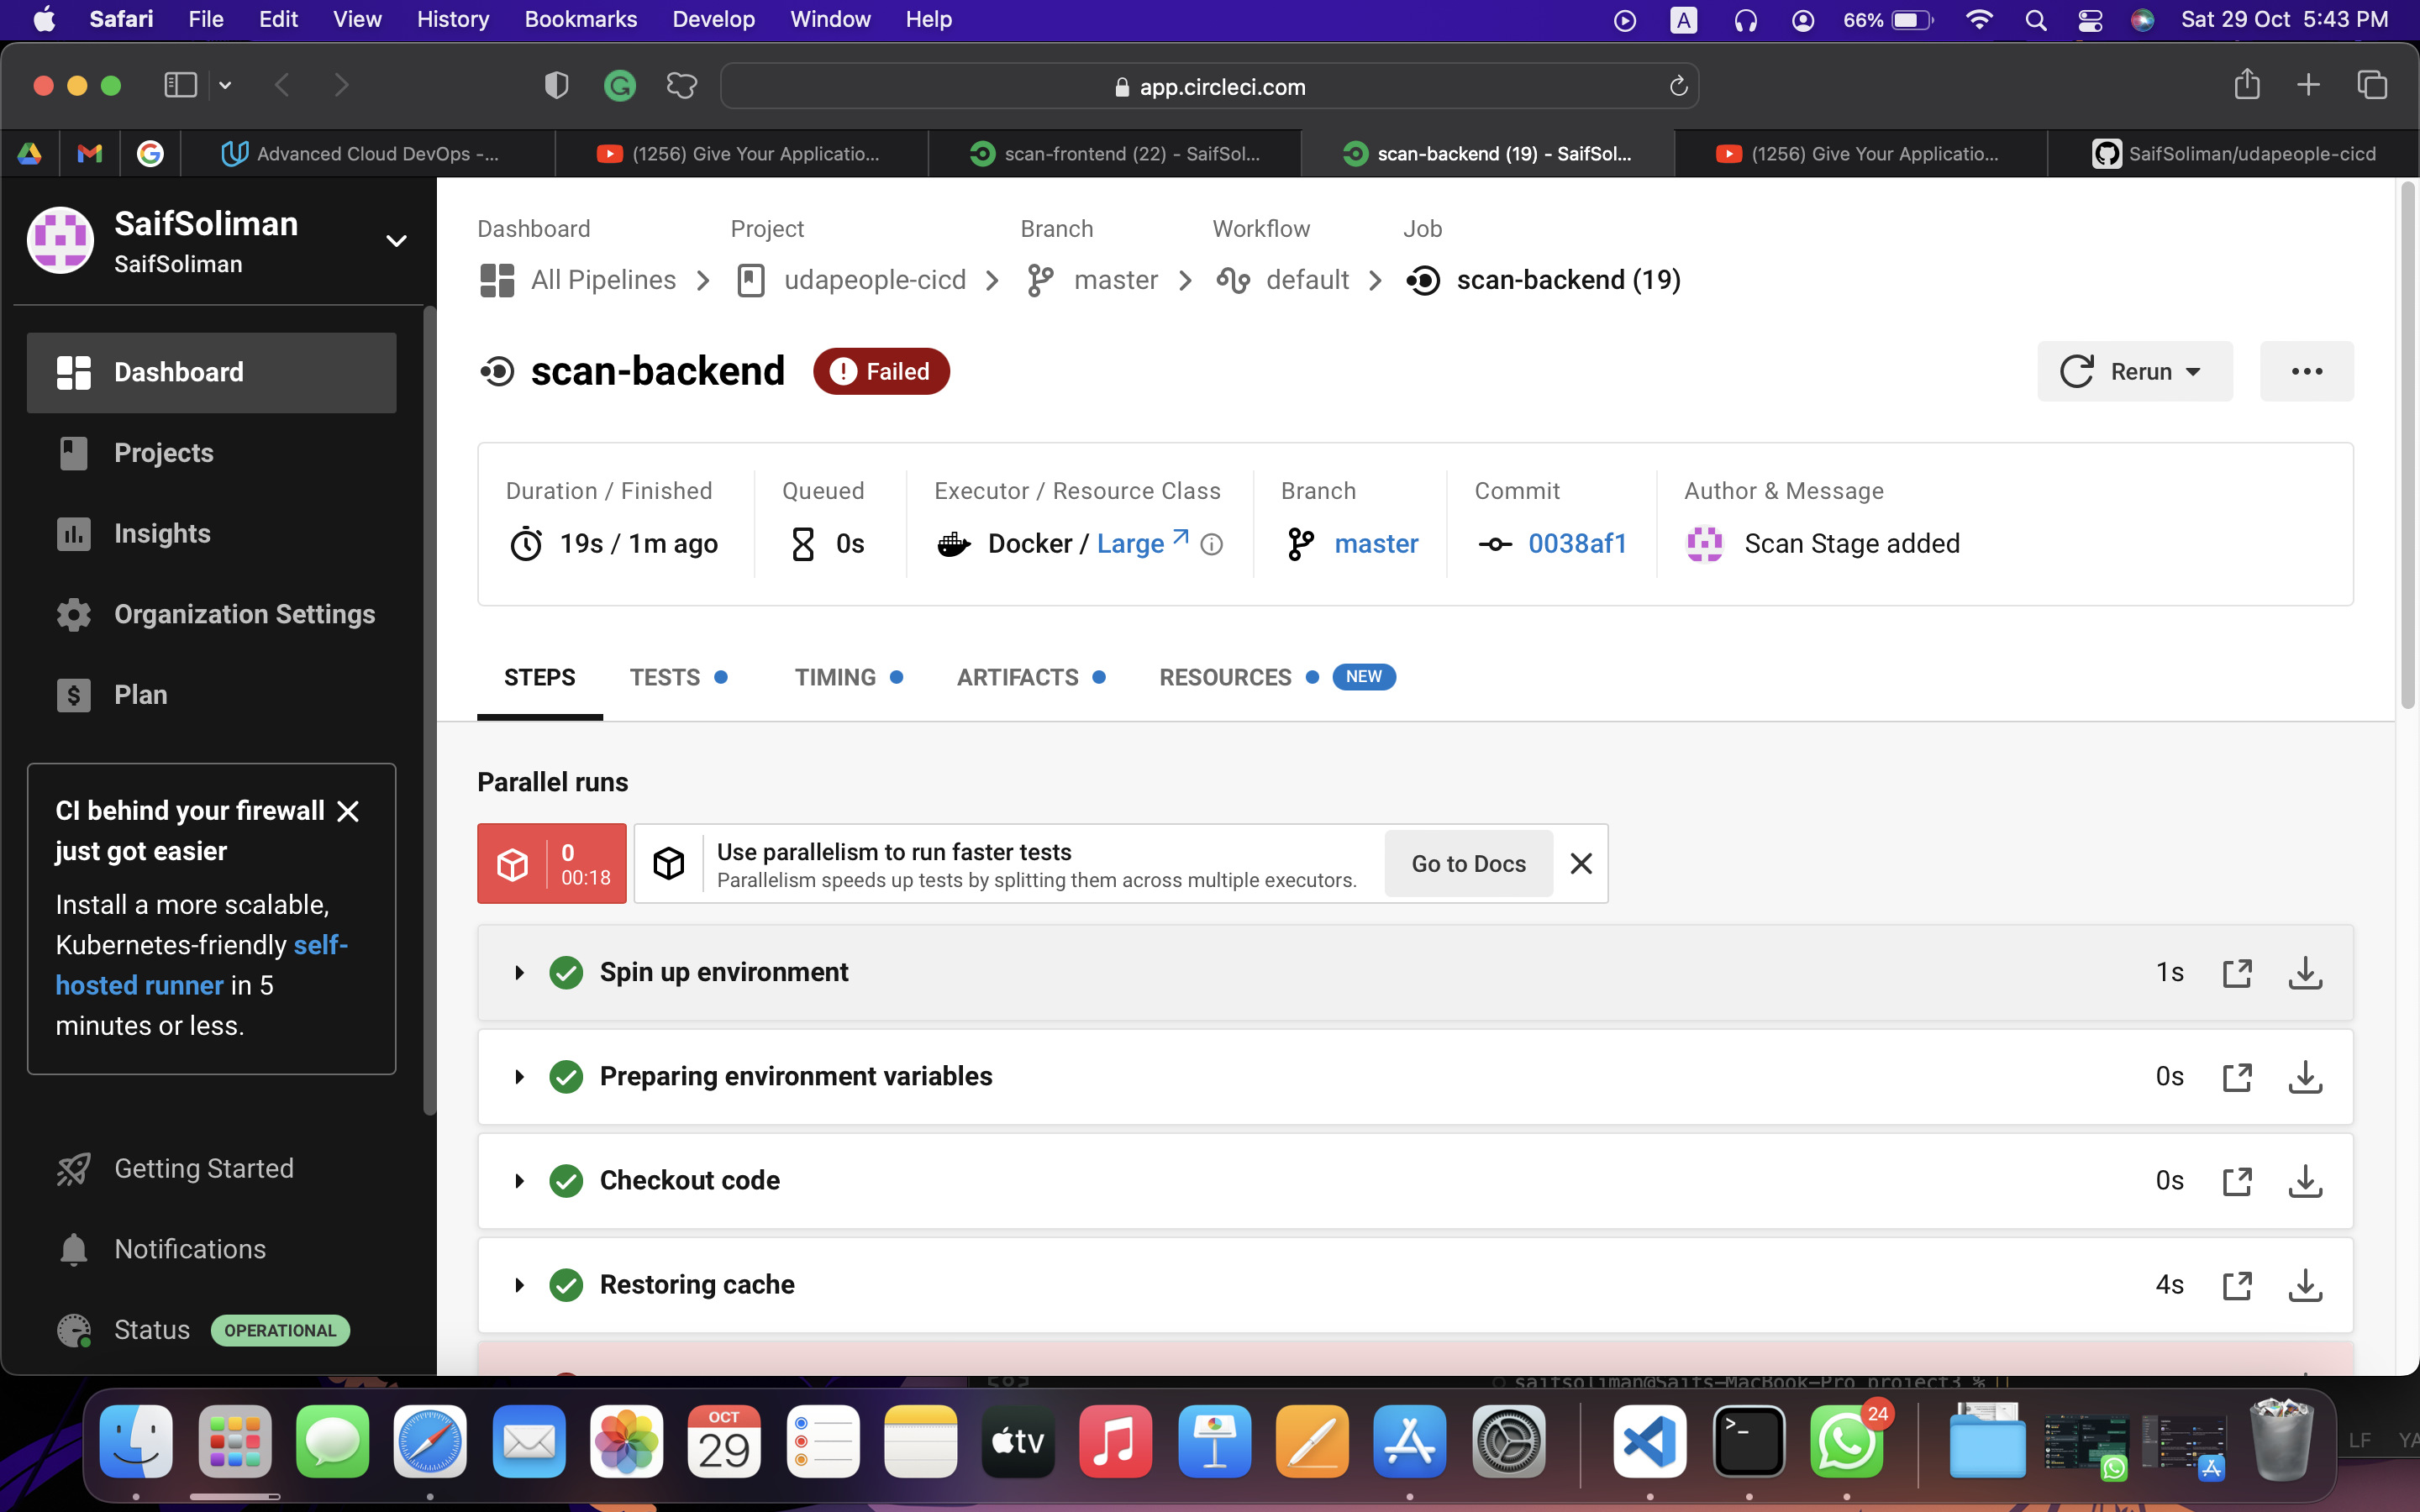 Safari File Edit View History Bookmarks Develop Window Help A 66% Sat 29 Oct 5:43 PM
app.circleci.com
Advanced Cloud DevOps -... (1256) Give Your Applicatio... scan-frontend (22) - SaifSol... scan-backend (19) - SaifSol... (1256) Give Your Applicatio... SaifSoliman/udapeople-cicd
SaifSoliman
SaifSoliman
Dashboard
Projects
Insights
Organization Settings
Plan
CI behind your firewall
just got easier
Install a more scalable,
Kubernetes-friendly self-
hosted runner in 5
minutes or less.
Getting Started
Notifications
Status OPERATIONAL
Dashboard Project Branch Workflow Job
All Pipelines udapeople-cicd master default scan-backend (19)
scan-backend Failed
Rerun
Duration / Finished Queued Executor / Resource Class Branch Commit Author & Message
19s / 1m ago 0s Docker / Large master 0038af1 Scan Stage added
STEPS TESTS TIMING ARTIFACTS RESOURCES NEW
Parallel runs
0
00:18
Use parallelism to run faster tests
Parallelism speeds up tests by splitting them across multiple executors.
Go to Docs
Spin up environment 1s
Preparing environment variables 0s
Checkout code 0s
Restoring cache 4s
saifsoliman@Saifs-MacBook-Pro project3 %
OCT
29
tv
24
LF